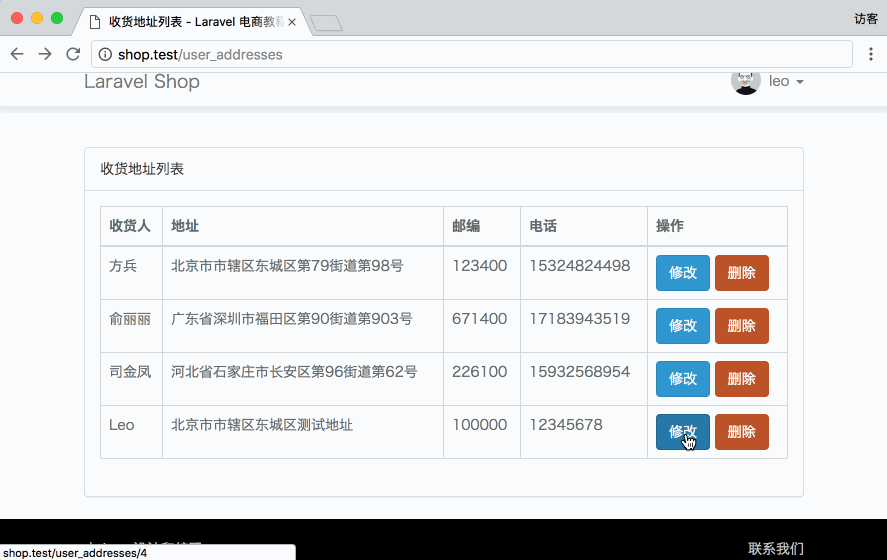 收货地址列表 - Laravel 电商教程
访客
shop.test/user_addresses
Laravel Shop
leo
收货地址列表
收货人 地址 邮编 电话 操作
方兵 北京市市辖区东城区第79街道第98号 123400 15324824498 修改 删除
俞丽丽 广东省深圳市福田区第90街道第903号 671400 17183943519 修改 删除
司金凤 河北省石家庄市长安区第96街道第62号 226100 15932568954 修改 删除
Leo 北京市市辖区东城区测试地址 100000 12345678 修改 删除
联系我们
shop.test/user_addresses/4